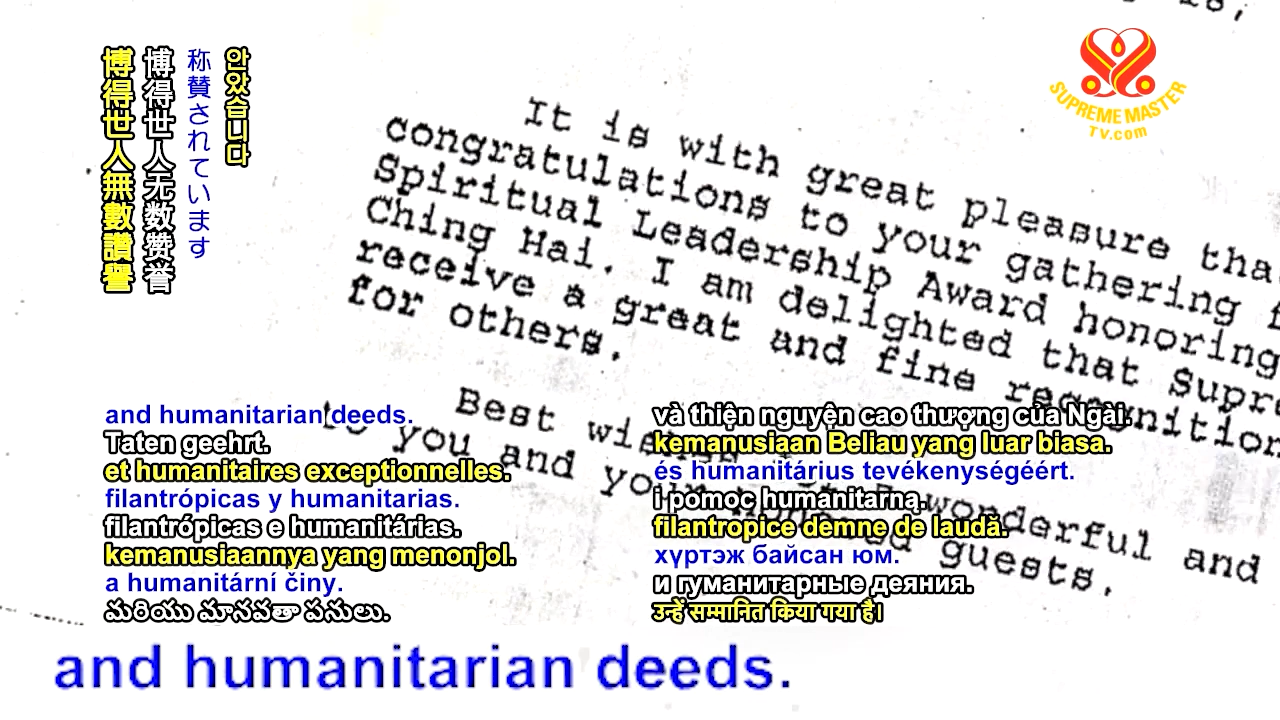 It is with great pleasure tha
congratulations to your gathering f
Spiritual Leadership Award honoring
Ching Hai. I am delighted that Supre
receive a great and fine recognition
for others.
Best
to you and your wonderful and
guests.
SUPREME MASTER
TV.com
博得世人無數讚譽
博得世人无数赞誉
称賛されています
안았습니다
and humanitarian deeds.
Taten geehrt.
et humanitaires exceptionnelles.
filantrópicas y humanitarias.
filantrópicas e humanitárias.
kemanusiaannya yang menonjol.
a humanitární činy.
మరియు మానవతా పనులు.
và thiện nguyện cao thượng của Ngài.
kemanusiaan Beliau yang luar biasa.
és humanitárius tevékenységéért.
i pomoc humanitarną.
filantropice demne de laudă.
хүртэж байсан юм.
и гуманитарные деяния.
उन्हें सम्मानित किया गया है।
and humanitarian deeds.